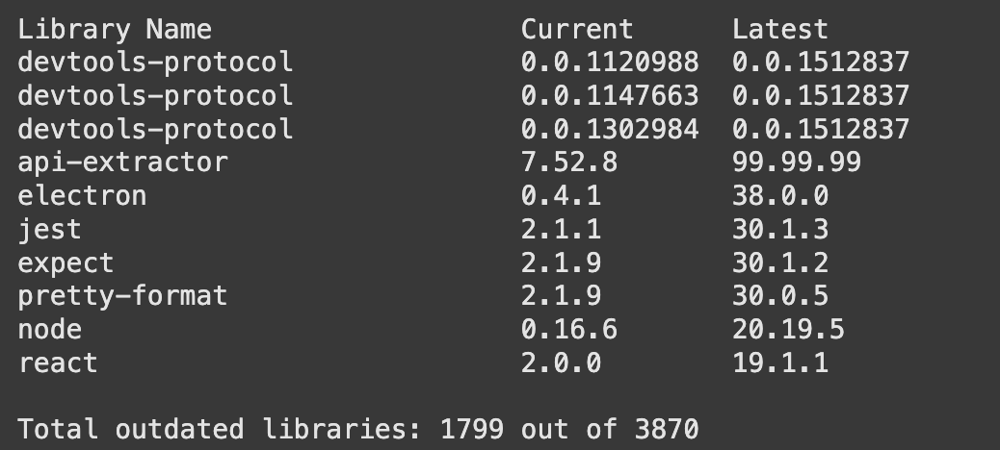 Library Name Current Latest
devtools-protocol 0.0.1120988 0.0.1512837
devtools-protocol 0.0.1147663 0.0.1512837
devtools-protocol 0.0.1302984 0.0.1512837
api-extractor 7.52.8 99.99.99
electron 0.4.1 38.0.0
jest 2.1.1 30.1.3
expect 2.1.9 30.1.2
pretty-format 2.1.9 30.0.5
node 0.16.6 20.19.5
react 2.0.0 19.1.1
Total outdated libraries: 1799 out of 3870